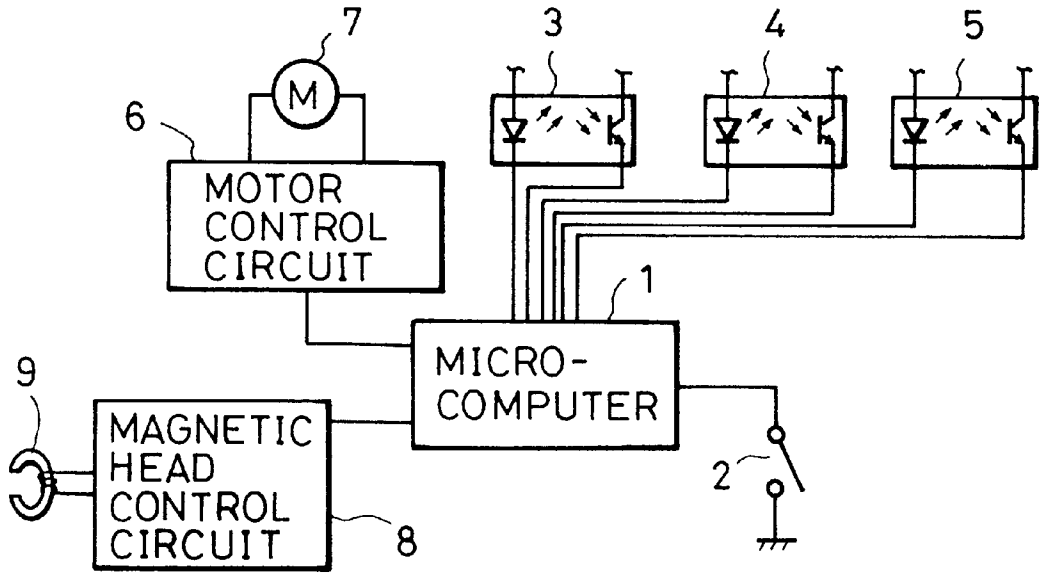 7
3
4
5
M
6
MOTOR
CONTROL
CIRCUIT
1
MICRO-
COMPUTER
9
MAGNETIC
HEAD
CONTROL
CIRCUIT
2
8